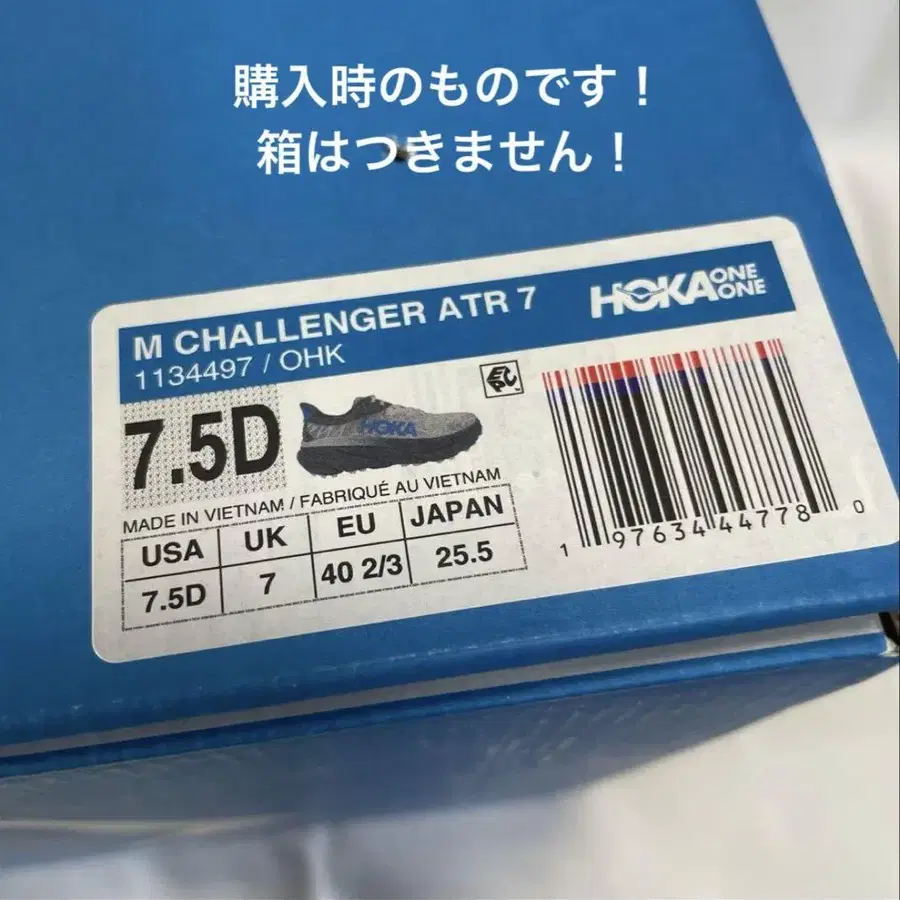 購入時のものです！
箱はつきません！
M CHALLENGER ATR 7
1134497 / OHK
HOKA ONE ONE
7.5D
HOKA
MADE IN VIETNAM / FABRIQUÉ AU VIETNAM
USA UK EU JAPAN
7.5D 7 40 2/3 25.5
1 97634 44778 0